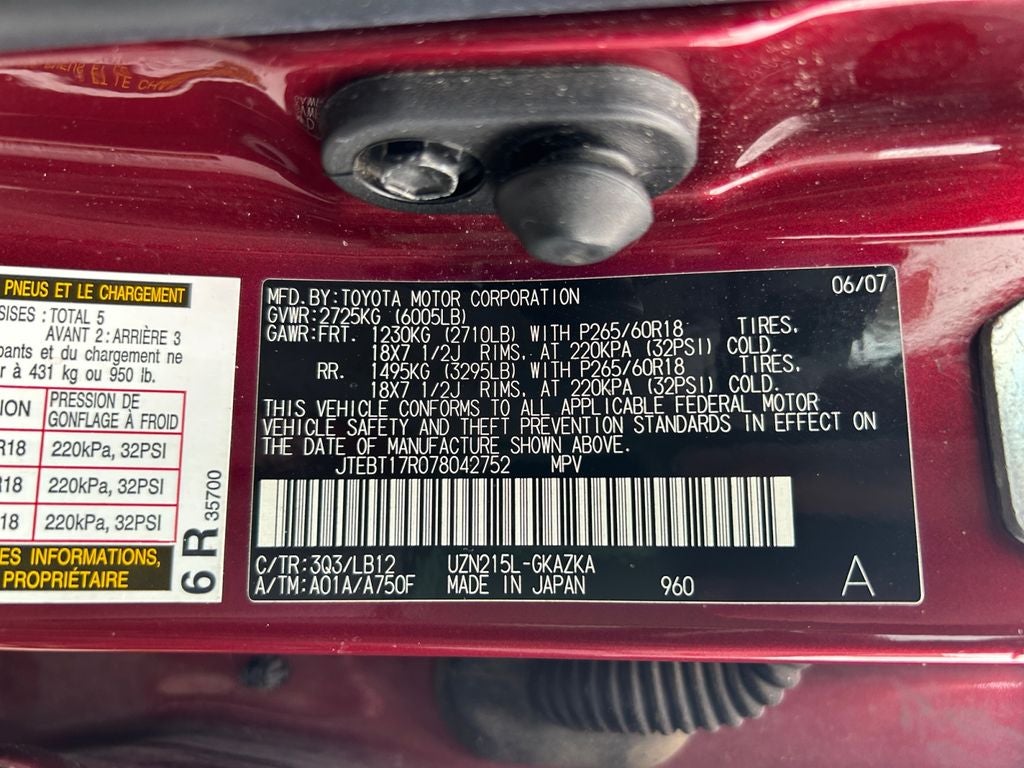 PNEUS ET LE CHARGEMENT
SISES : TOTAL 5
AVANT 2 : ARRIÈRE 3
pants et du chargement ne
r à 431 kg ou 950 lb.
ION PRESSION DE GONFLAGE À FROID
R18 220kPa, 32PSI
R18 220kPa, 32PSI
18 220kPa, 32PSI
ES INFORMATIONS,
PROPRIÉTAIRE
6 R 35700
MFD. BY: TOYOTA MOTOR CORPORATION 06/07
GVWR: 2725KG (6005LB)
GAWR: FRT. 1230KG (2710LB) WITH P265/60R18 TIRES,
18X7 1/2J RIMS, AT 220KPA (32PSI) COLD.
RR. 1495KG (3295LB) WITH P265/60R18 TIRES,
18X7 1/2J RIMS, AT 220KPA (32PSI) COLD.
THIS VEHICLE CONFORMS TO ALL APPLICABLE FEDERAL MOTOR
VEHICLE SAFETY AND THEFT PREVENTION STANDARDS IN EFFECT ON
THE DATE OF MANUFACTURE SHOWN ABOVE.
JTEBT17R078042752 MPV
C/TR: 3Q3/LB12 UZN215L-GKAZKA
A/TM: A01A/A750F MADE IN JAPAN 960 A